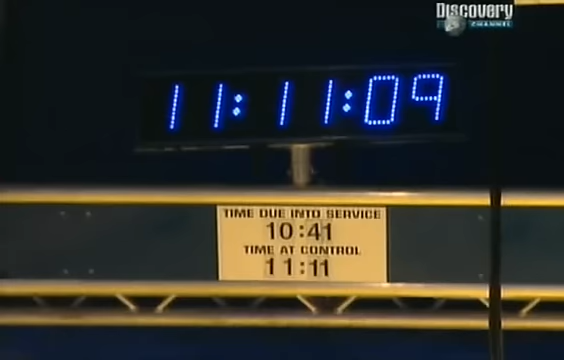 Discovery
CHANNEL
11:11:09
TIME DUE INTO SERVICE
10:41
TIME AT CONTROL
11:11